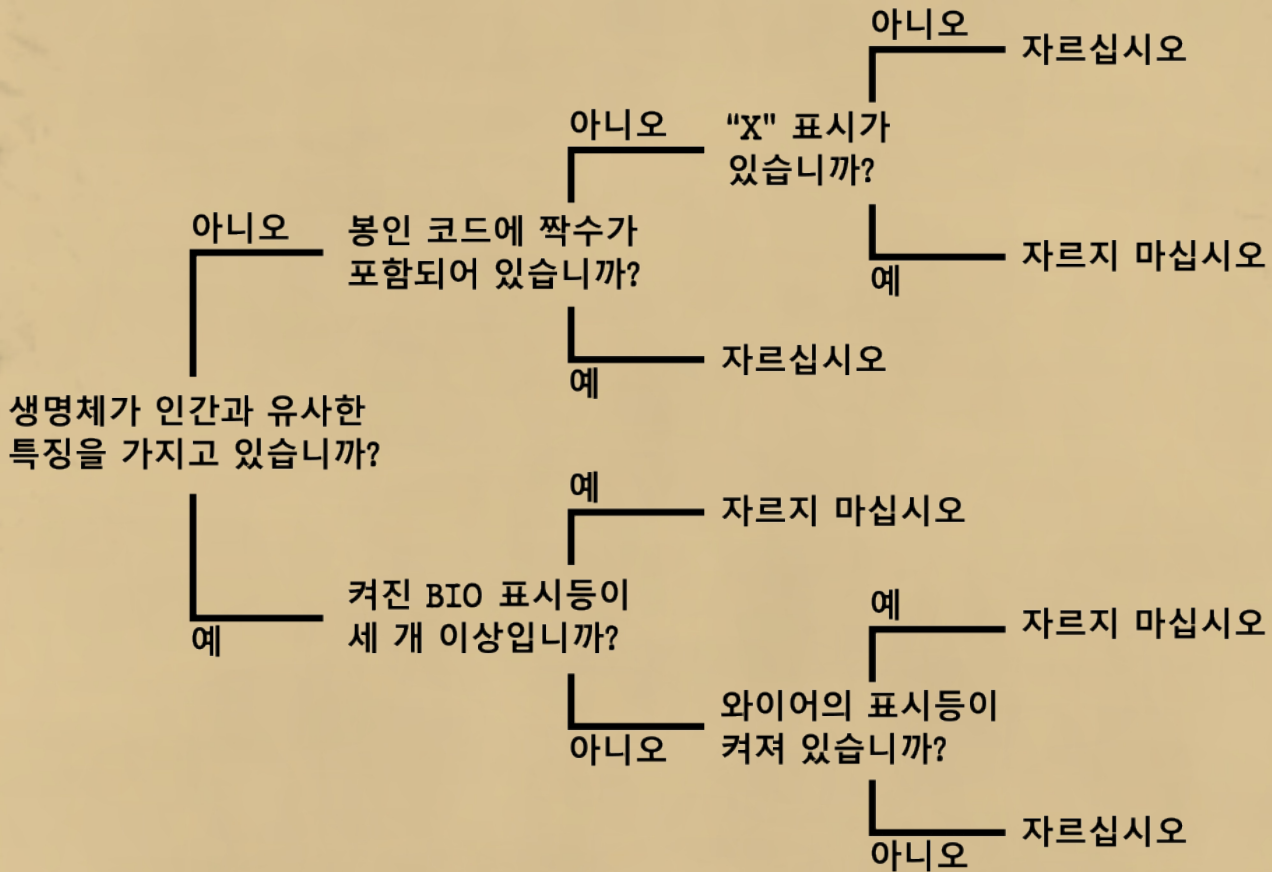 아니오
자르십시오
아니오
“X" 표시가
있습니까?
아니오
봉인 코드에 짝수가
포함되어 있습니까?
자르지 마십시오
예
자르십시오
예
생명체가 인간과 유사한
특징을 가지고 있습니까?
예
자르지 마십시오
켜진 BIO 표시등이
세 개 이상입니까?
예
예
자르지 마십시오
와이어의 표시등이
켜져 있습니까?
아니오
자르십시오
아니오